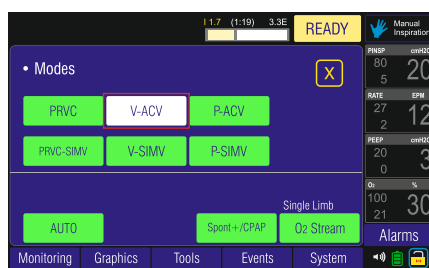 I 1.7 (1:19) 3.3E READY
Manual
Inspiration
• Modes
X
PINSP cmH2O
80
5
20
PRVC V-ACV P-ACV
RATE EPM
27
2
12
PRVC-SIMV V-SIMV P-SIMV
PEEP cmH2O
20
0
3
Single Limb
O2 %
100
21
30
AUTO Spont+/CPAP O2 Stream
Alarms
Monitoring Graphics Tools Events System